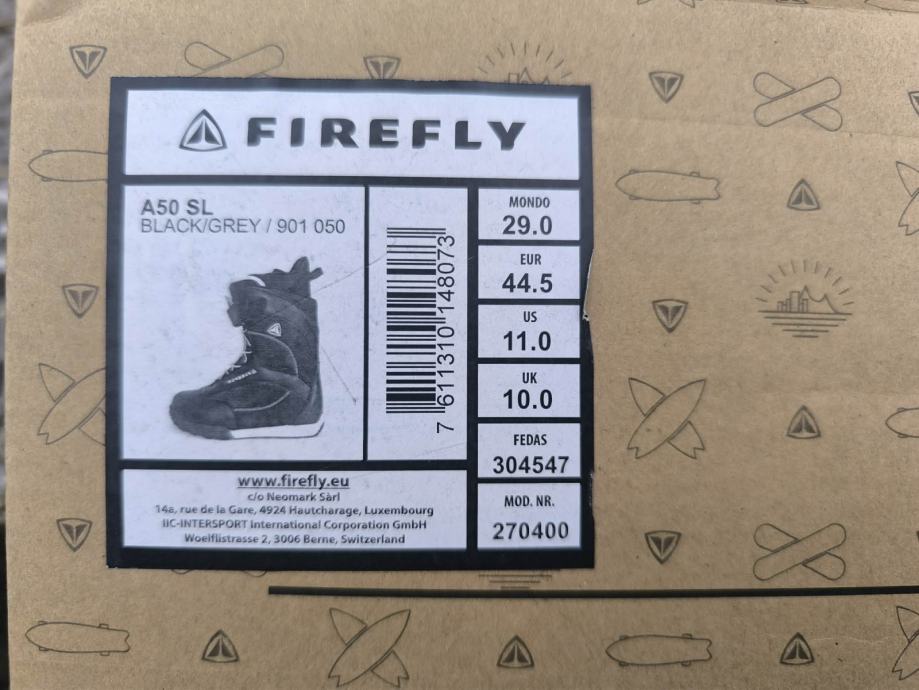 FIREFLY
A50 SL
BLACK/GREY / 901 050
7 611310 148073
MONDO
29.0
EUR
44.5
US
11.0
UK
10.0
FEDAS
304547
MOD. NR.
270400
www.firefly.eu
c/o Neomark Sàrl
14a, rue de la Gare, 4924 Hautcharage, Luxembourg
IIC-INTERSPORT International Corporation GmbH
Woelflistrasse 2, 3006 Berne, Switzerland